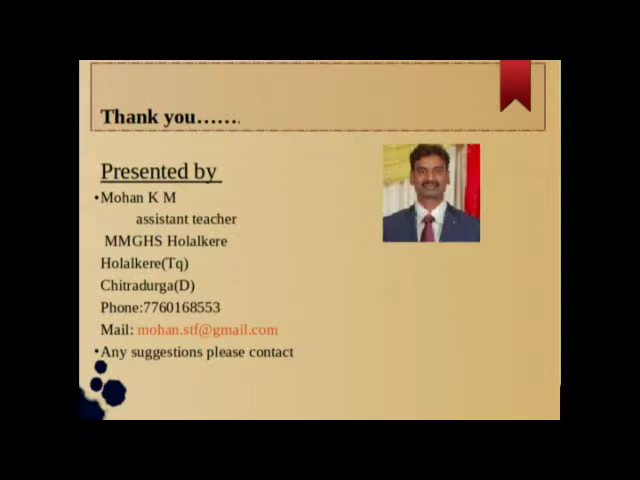 Thank you…….
Presented by
•Mohan K M
assistant teacher
MMGHS Holalkere
Holalkere(Tq)
Chitradurga(D)
Phone:7760168553
Mail: mohan.stf@gmail.com
•Any suggestions please contact